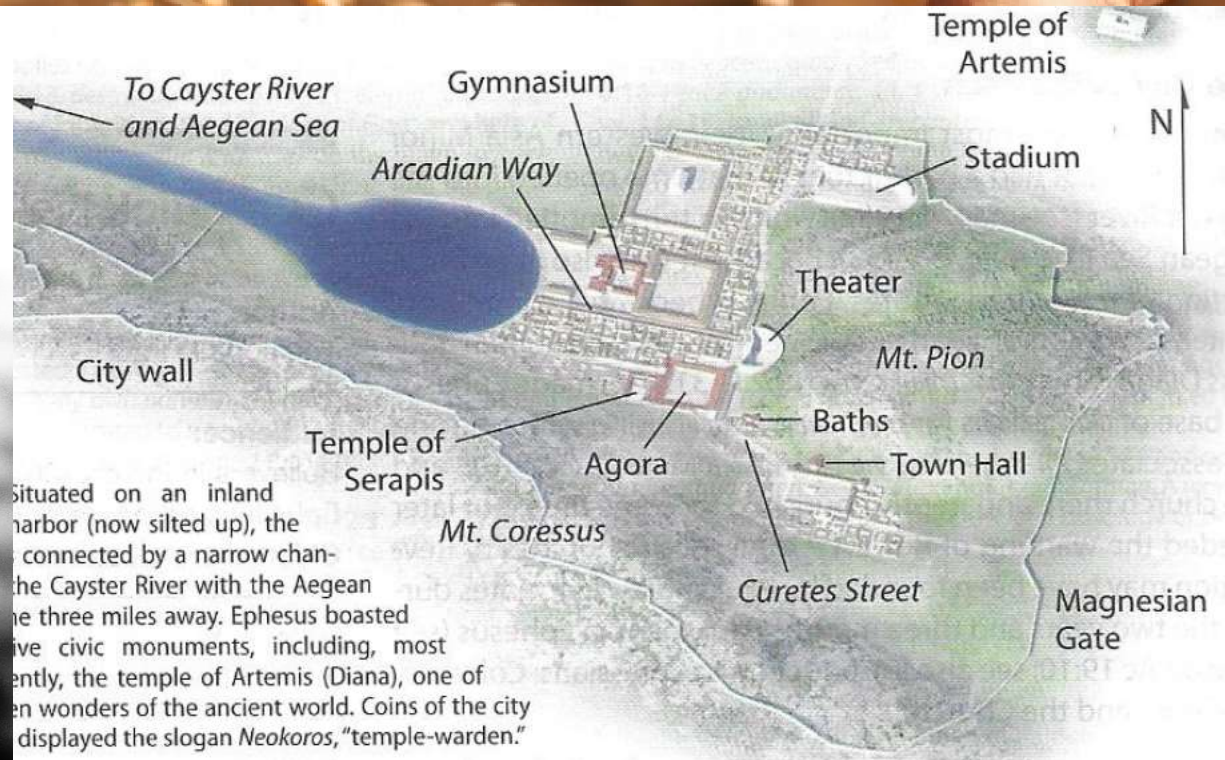 Temple of
Artemis
N
To Cayster River
and Aegean Sea
Gymnasium
Arcadian Way
Stadium
Theater
Mt. Pion
City wall
Baths
Temple of
Serapis
Agora
Town Hall
Mt. Coressus
Curetes Street
Magnesian
Gate
Situated on an inland
harbor (now silted up), the
connected by a narrow chan-
the Cayster River with the Aegean
three miles away. Ephesus boasted
civic monuments, including, most
the temple of Artemis (Diana), one of
wonders of the ancient world. Coins of the city
displayed the slogan Neokoros, “temple-warden.”